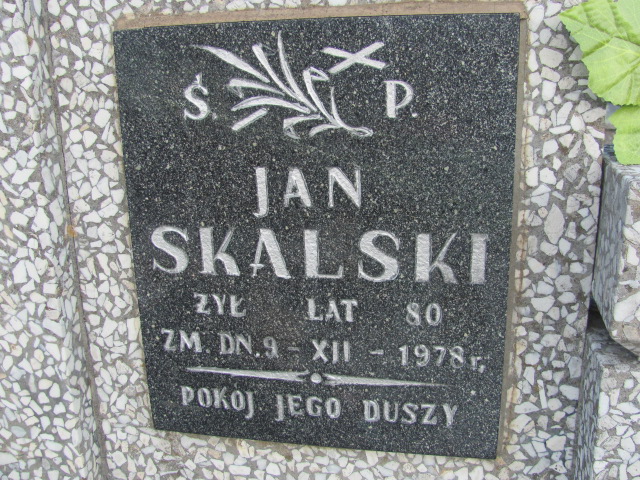 Ś. P.
JAN
SKALSKI
ŻYŁ LAT 80
ZM. DN. 9 - XII - 1978 r,
POKÓJ JEGO DUSZY